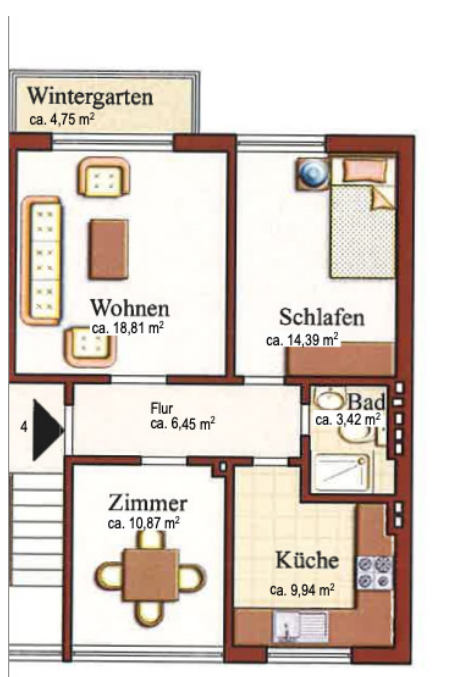 Wintergarten
ca. 4,75 m²
Wohnen
ca. 18,81 m²
Schlafen
ca. 14,39 m²
Flur
ca. 6,45 m²
Bad
ca. 3,42 m²
4
Zimmer
ca. 10,87 m²
Küche
ca. 9,94 m²